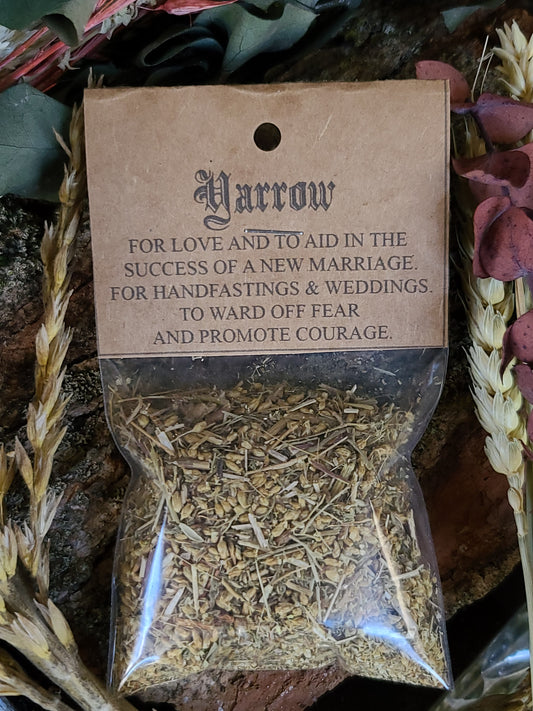 Yarrow
FOR LOVE AND TO AID IN THE
SUCCESS OF A NEW MARRIAGE.
FOR HANDFASTINGS & WEDDINGS.
TO WARD OFF FEAR
AND PROMOTE COURAGE.